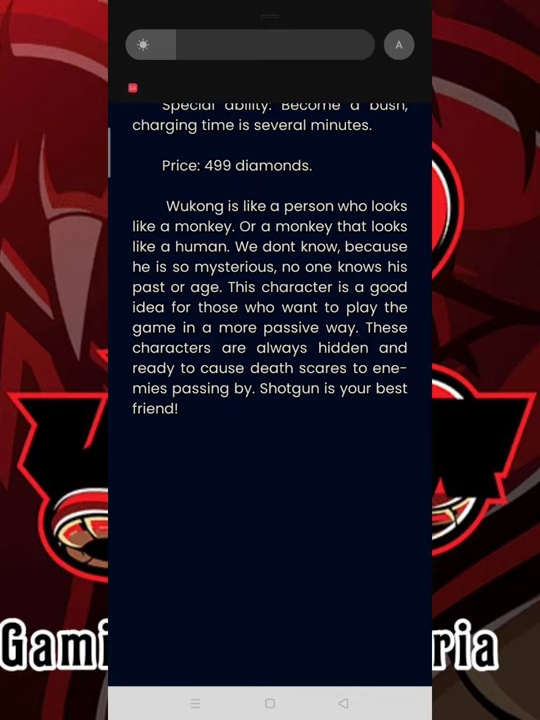 A
Special ability: Become a bush,
charging time is several minutes.
Price: 499 diamonds.
Wukong is like a person who looks
like a monkey. Or a monkey that looks
like a human. We dont know, because
he is so mysterious, no one knows his
past or age. This character is a good
idea for those who want to play the
game in a more passive way. These
characters are always hidden and
ready to cause death scares to ene-
mies passing by. Shotgun is your best
friend!
Gami
ria